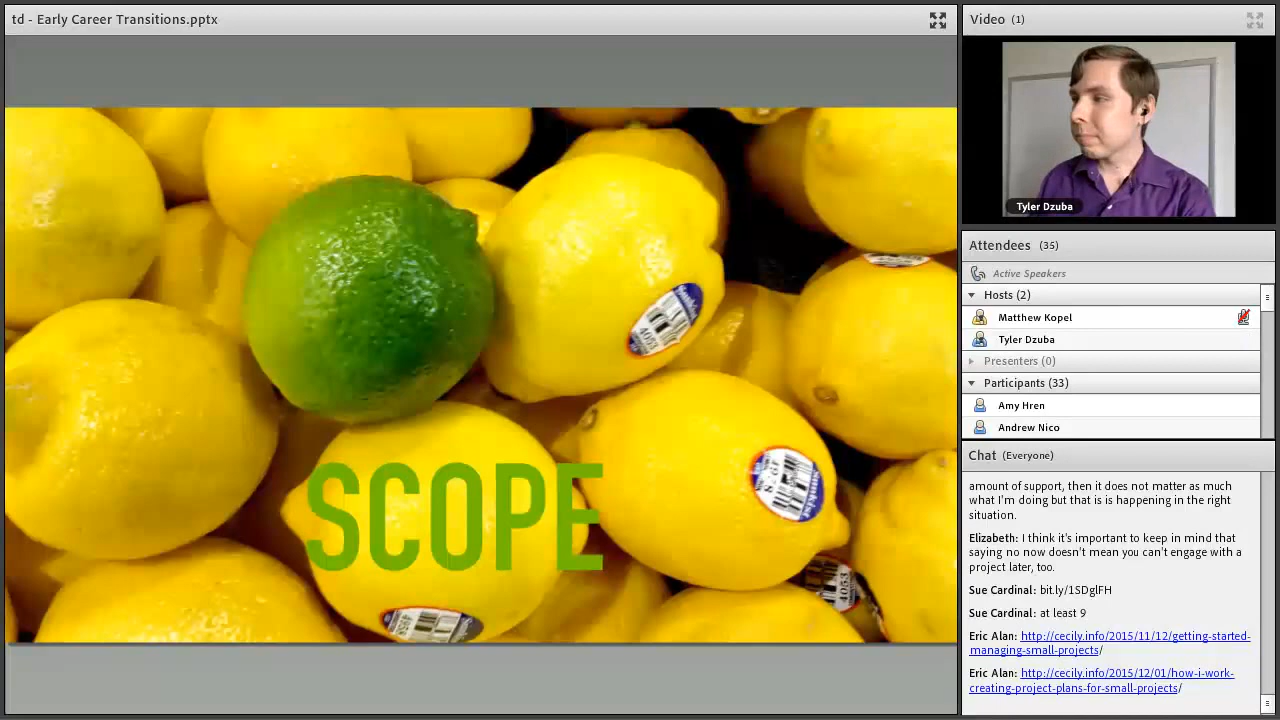 td - Early Career Transitions.pptx
4053
SCOPE
4053
Video (1)
Tyler Dzuba
Attendees (35)
Active Speakers
Hosts (2)
Matthew Kopel
Tyler Dzuba
Presenters (0)
Participants (33)
Amy Hren
Andrew Nico
Chat (Everyone)
amount of support, then it does not matter as much
what I'm doing but that is is happening in the right
situation.
Elizabeth: I think it's important to keep in mind that
saying no now doesn't mean you can't engage with a
project later, too.
Sue Cardinal: bit.ly/1SDglFH
Sue Cardinal: at least 9
Eric Alan: http://cecily.info/2015/11/12/getting-started-
managing-small-projects/
Eric Alan: http://cecily.info/2015/12/01/how-i-work-
creating-project-plans-for-small-projects/